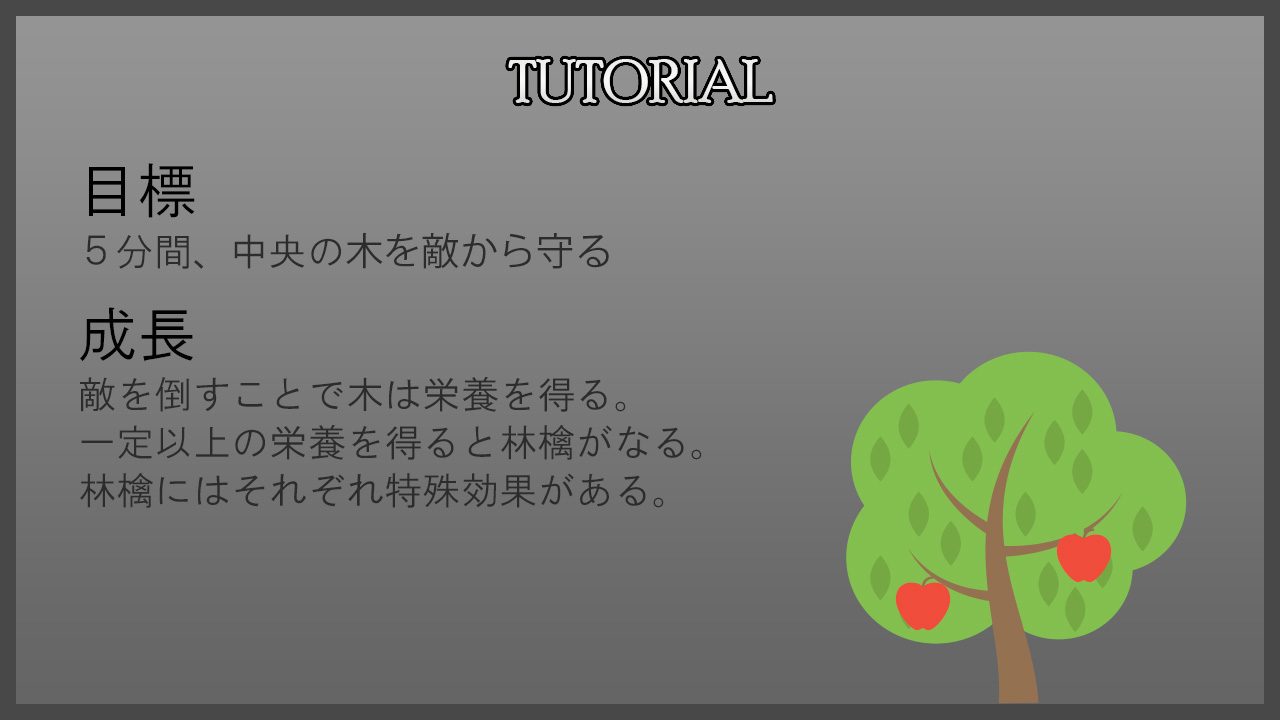 TUTORIAL
目標
５分間、中央の木を敵から守る
成長
敵を倒すことで木は栄養を得る。
一定以上の栄養を得ると林檎がなる。
林檎にはそれぞれ特殊効果がある。